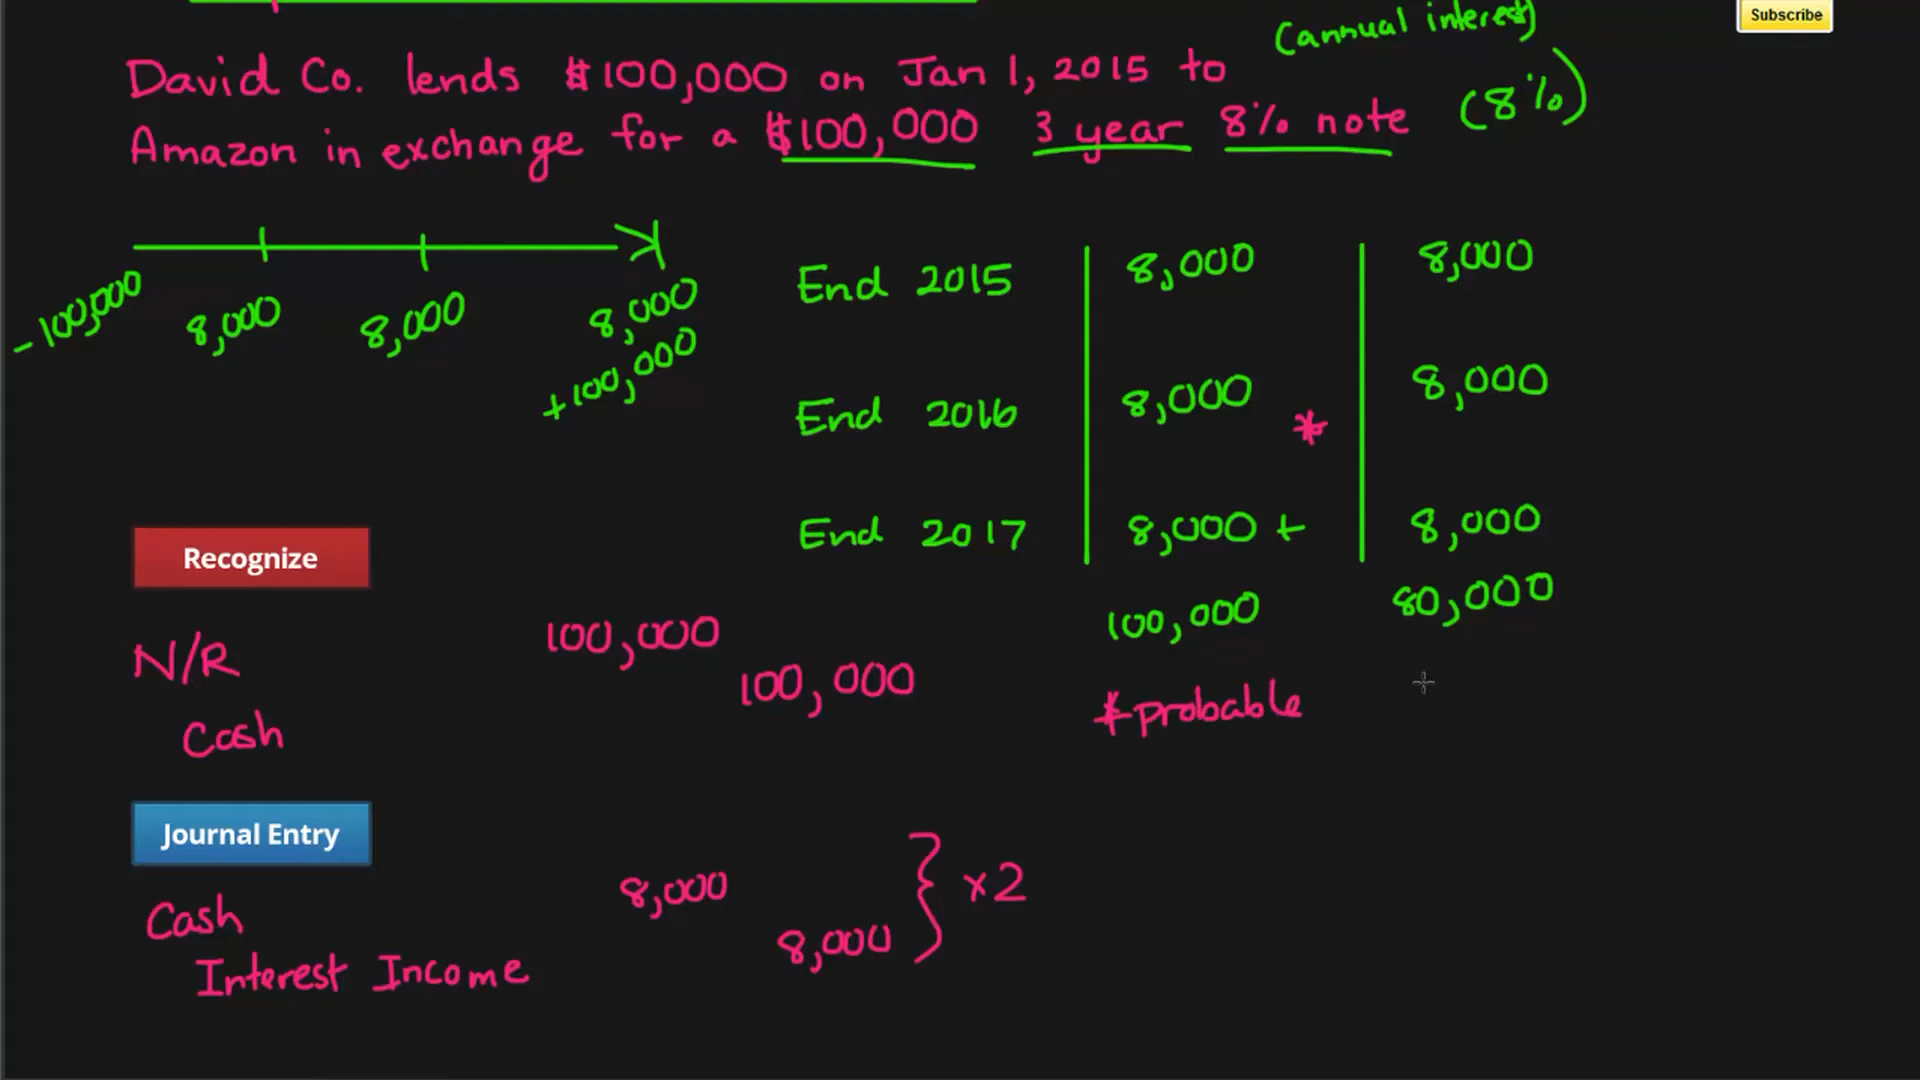 Subscribe
(annual interest)
David Co. lends $100,000 on Jan 1, 2015 to
Amazon in exchange for a $100,000 3 year 8% note (8%)
-100,000 8,000 8,000 8,000
+100,000
End 2015 8,000 8,000
End 2016 8,000 * 8,000
End 2017 8,000 + 8,000
100,000 80,000
*probable
Recognize
N/R 100,000
Cash 100,000
Journal Entry
Cash 8,000
Interest Income 8,000 } x2